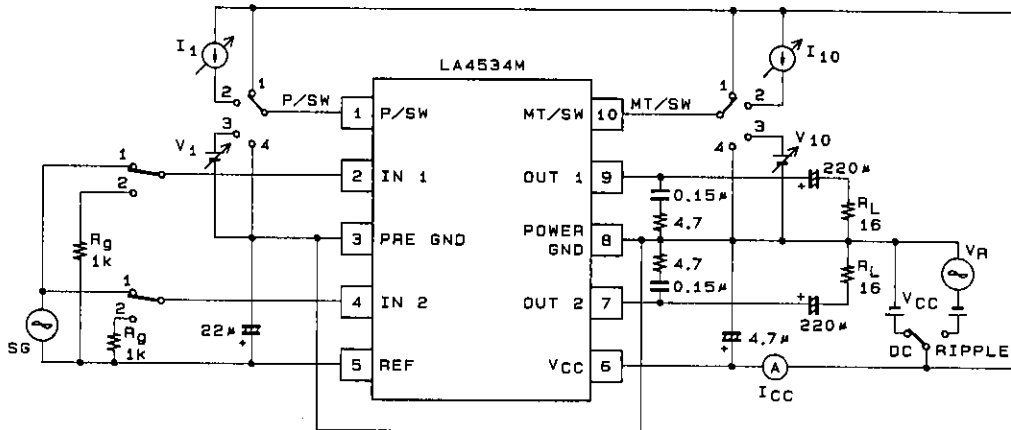 LA4534M
I1
I10
1
2
3
4
P/SW
1
P/SW
MT/SW
10
MT/SW
1
2
3
4
V1
V10
1
2
2
IN 1
OUT 1
9
220μ
+
0.15μ
4.7
RL
16
Rg
1k
3
PRE GND
POWER
GND
8
4.7
0.15μ
RL
16
VR
1
2
4
IN 2
OUT 2
7
+
220μ
VCC
SG
Rg
1k
22μ
+
5
REF
VCC
6
+
4.7μ
A
ICC
DC
RIPPLE